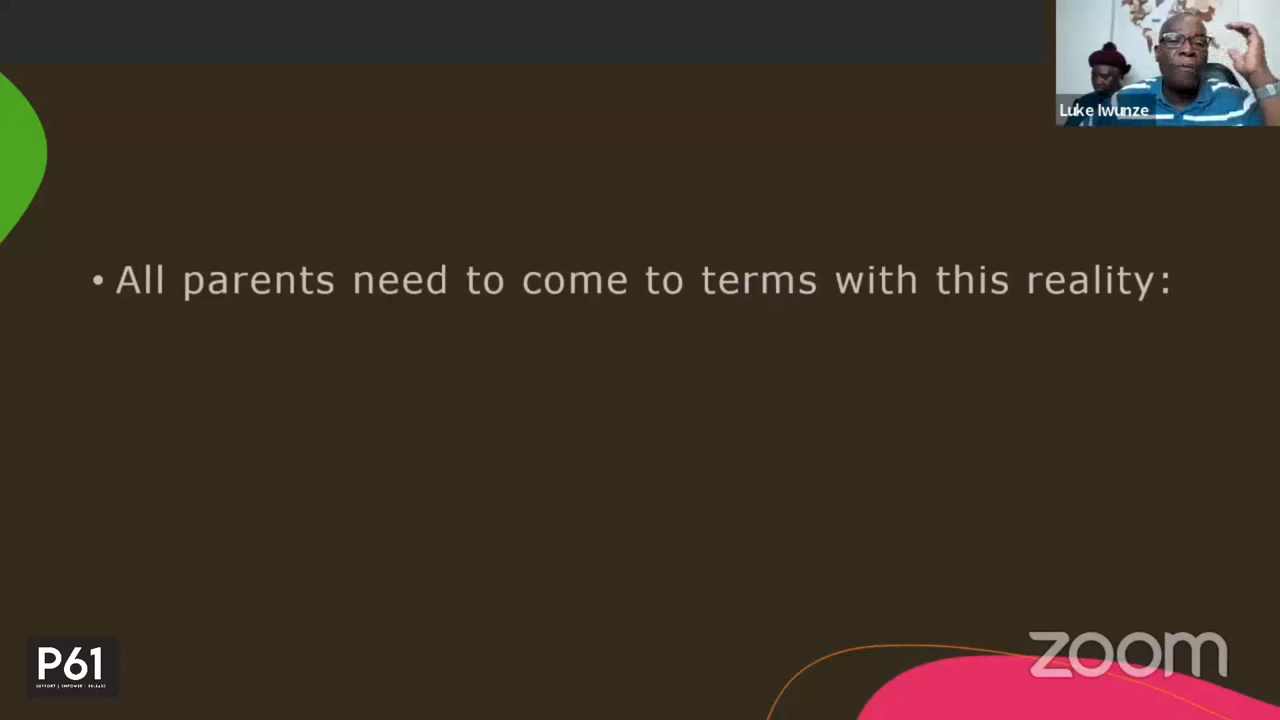 Luke Iwunze
• All parents need to come to terms with this reality:
P61
SUPPORT | EMPOWER | RELEASE
zoom